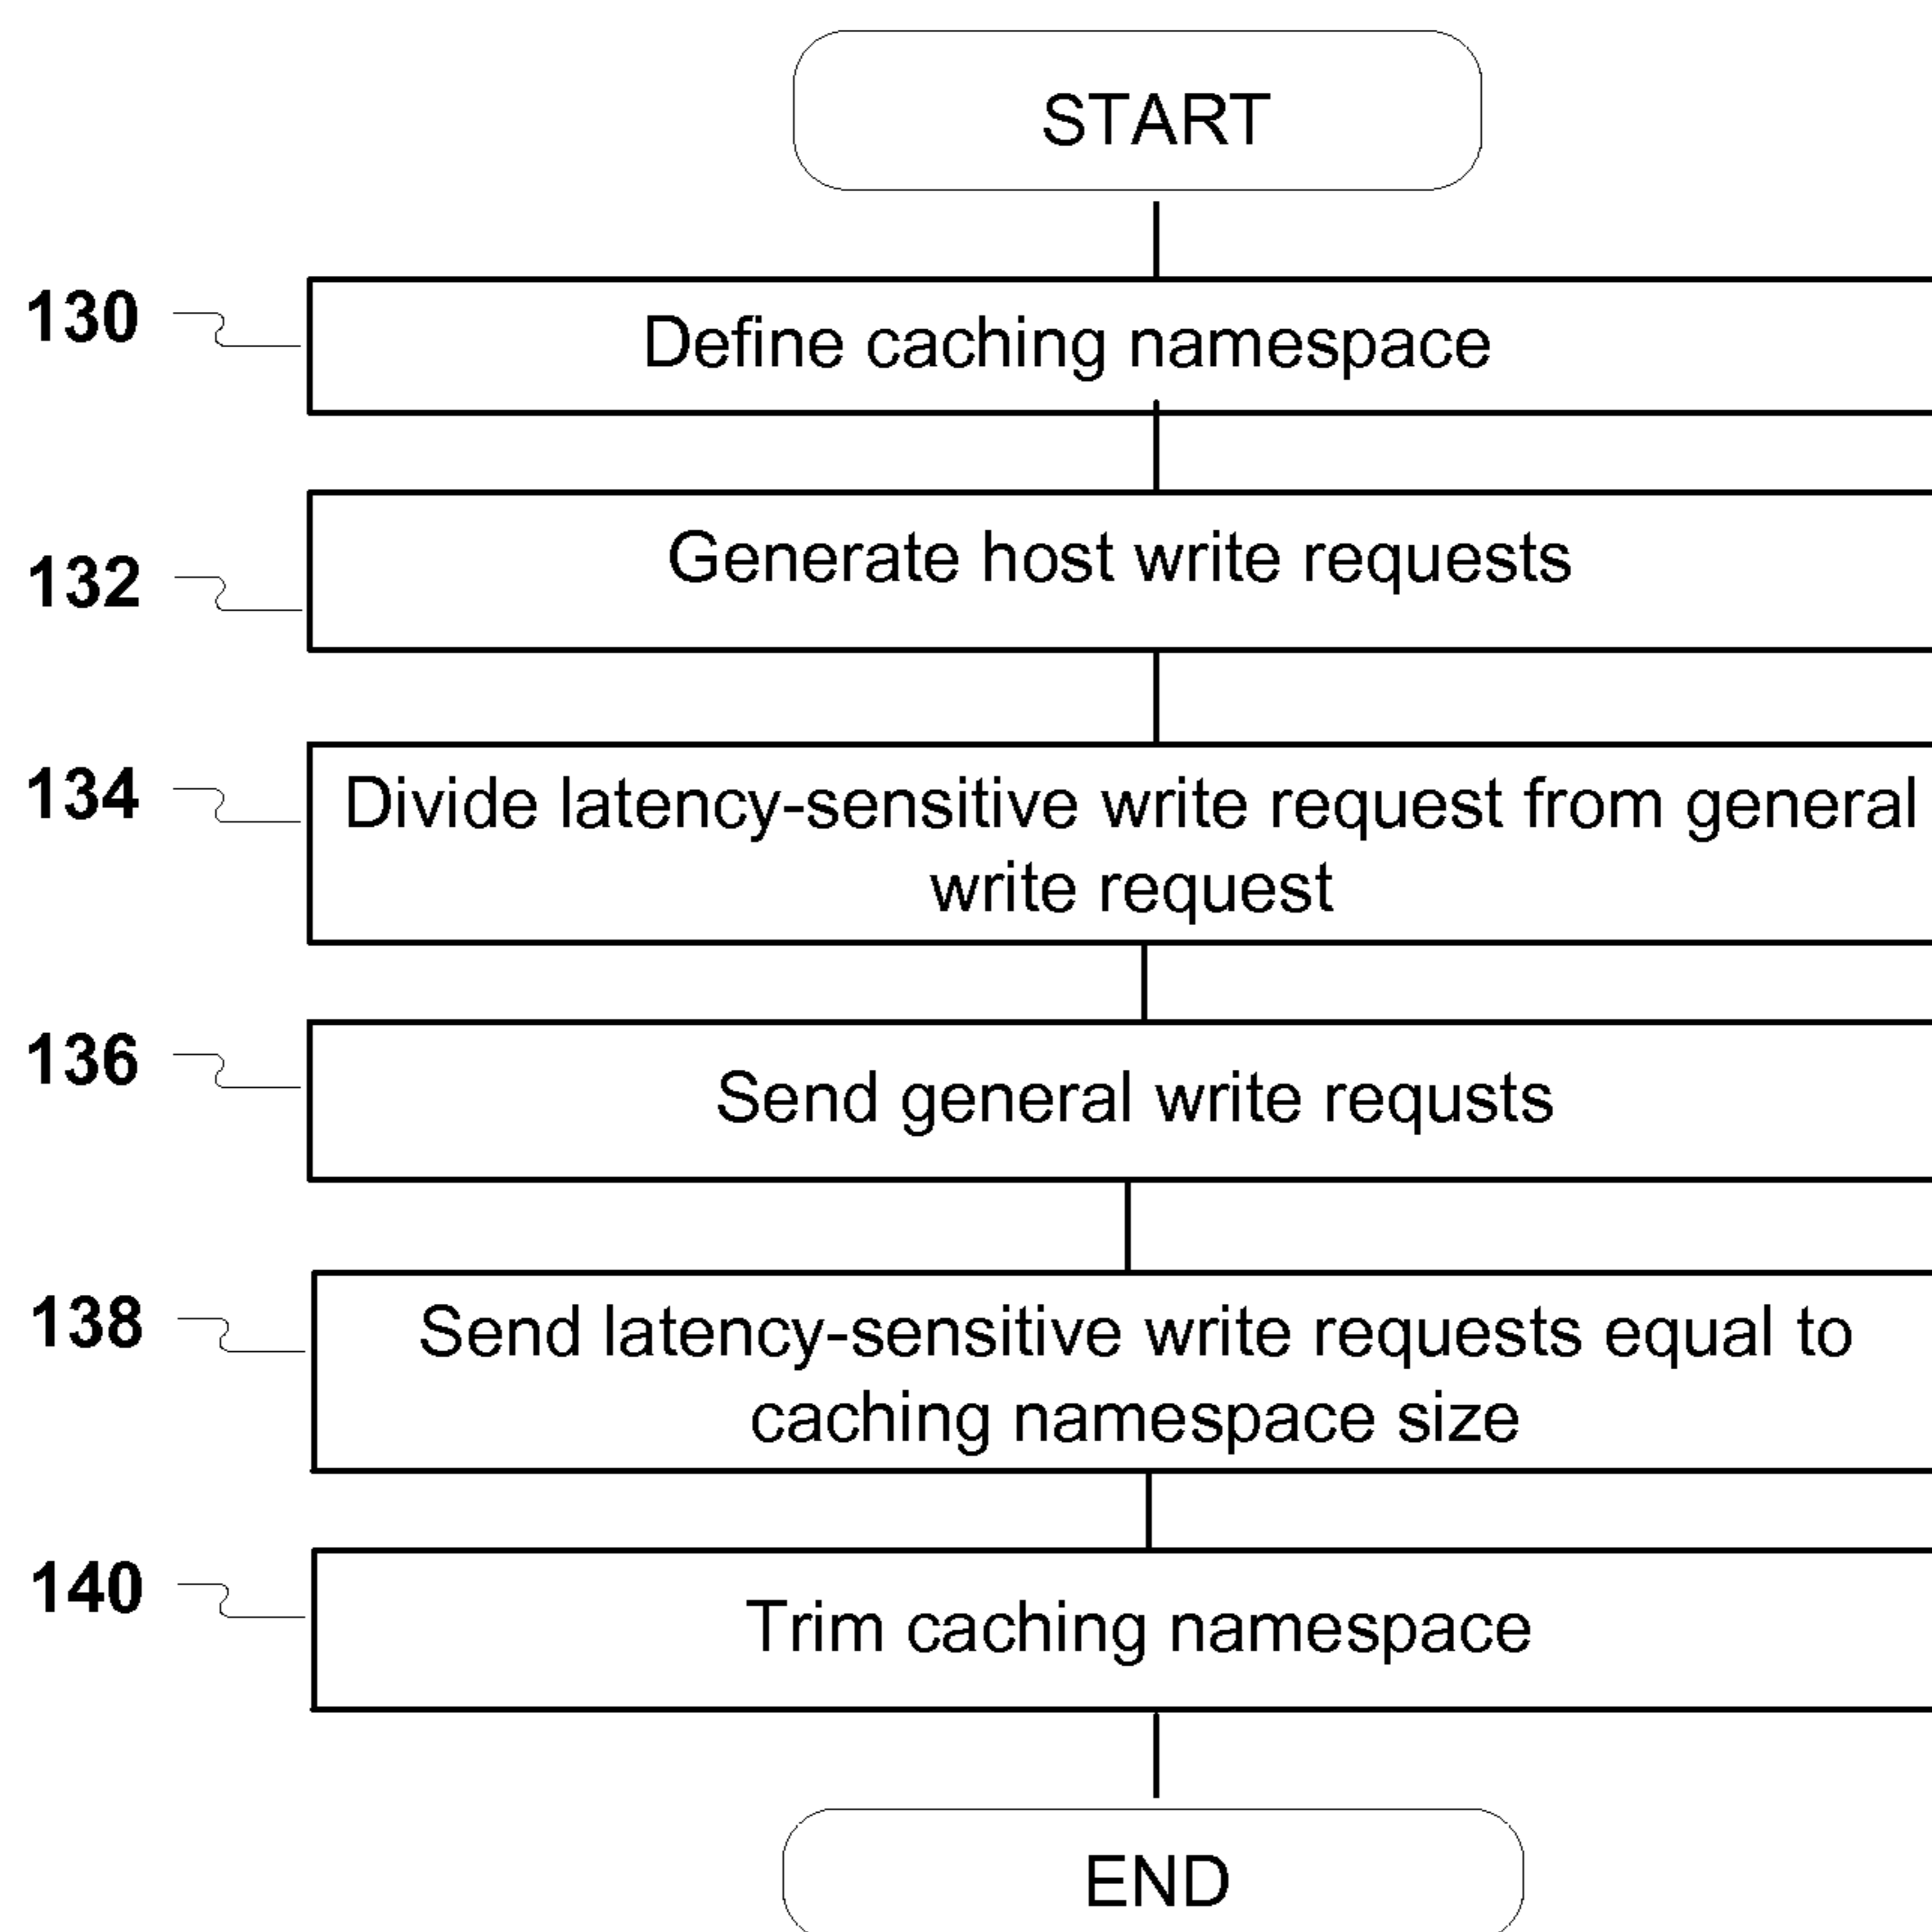 START
130 Define caching namespace
132 Generate host write requests
134 Divide latency-sensitive write request from general
write request
136 Send general write requsts
138 Send latency-sensitive write requests equal to
caching namespace size
140 Trim caching namespace
END